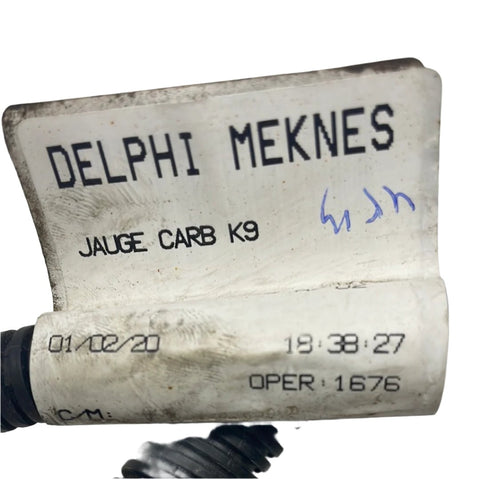 DELPHI MEKNES
JAUGE CARB K9
01/02/20 18:38:27
OPER:1676
C/M: